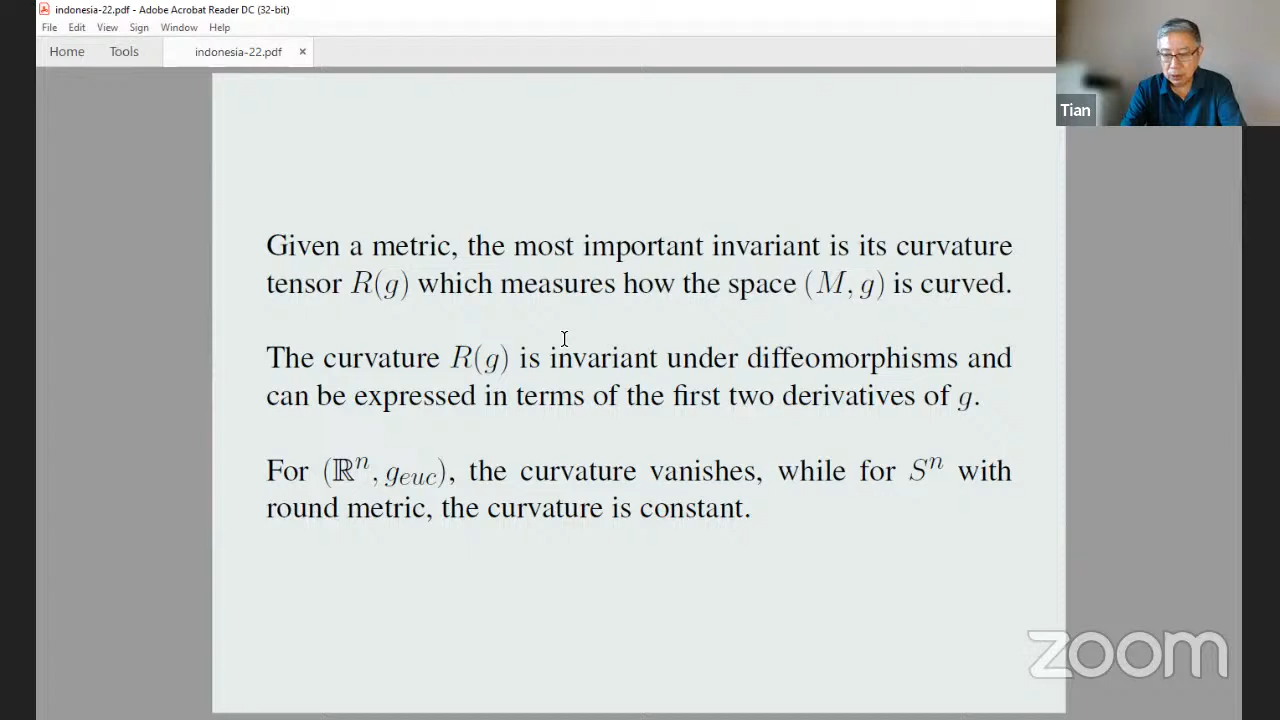 indonesia-22.pdf - Adobe Acrobat Reader DC (32-bit)
File Edit View Sign Window Help
Home Tools indonesia-22.pdf ×
Tian
Given a metric, the most important invariant is its curvature
tensor R(g) which measures how the space (M, g) is curved.
The curvature R(g) is invariant under diffeomorphisms and
can be expressed in terms of the first two derivatives of g.
For (ℝⁿ, g_euc), the curvature vanishes, while for Sⁿ with
round metric, the curvature is constant.
zoom